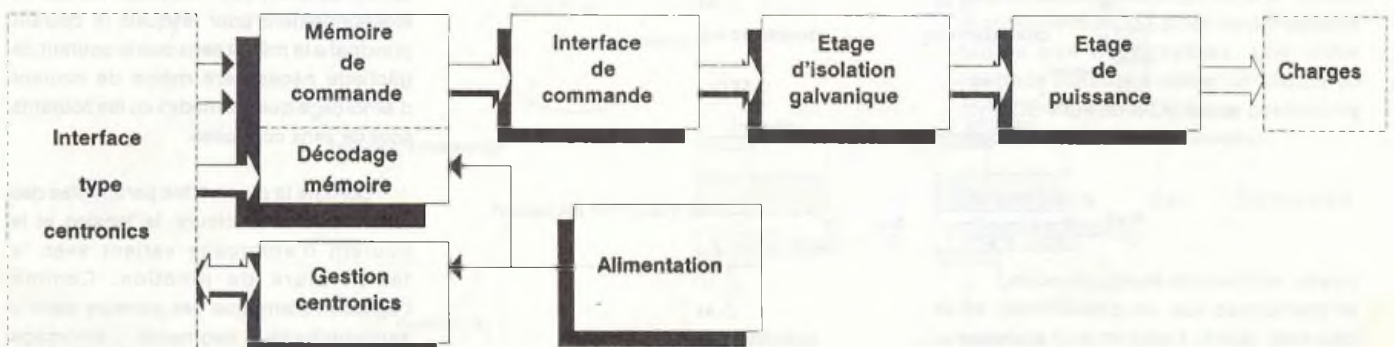 Interface
type
centronics
Mémoire
de
commande
Décodage
mémoire
Gestion
centronics
Interface
de
commande
Etage
d'isolation
galvanique
Etage
de
puissance
Charges
Alimentation